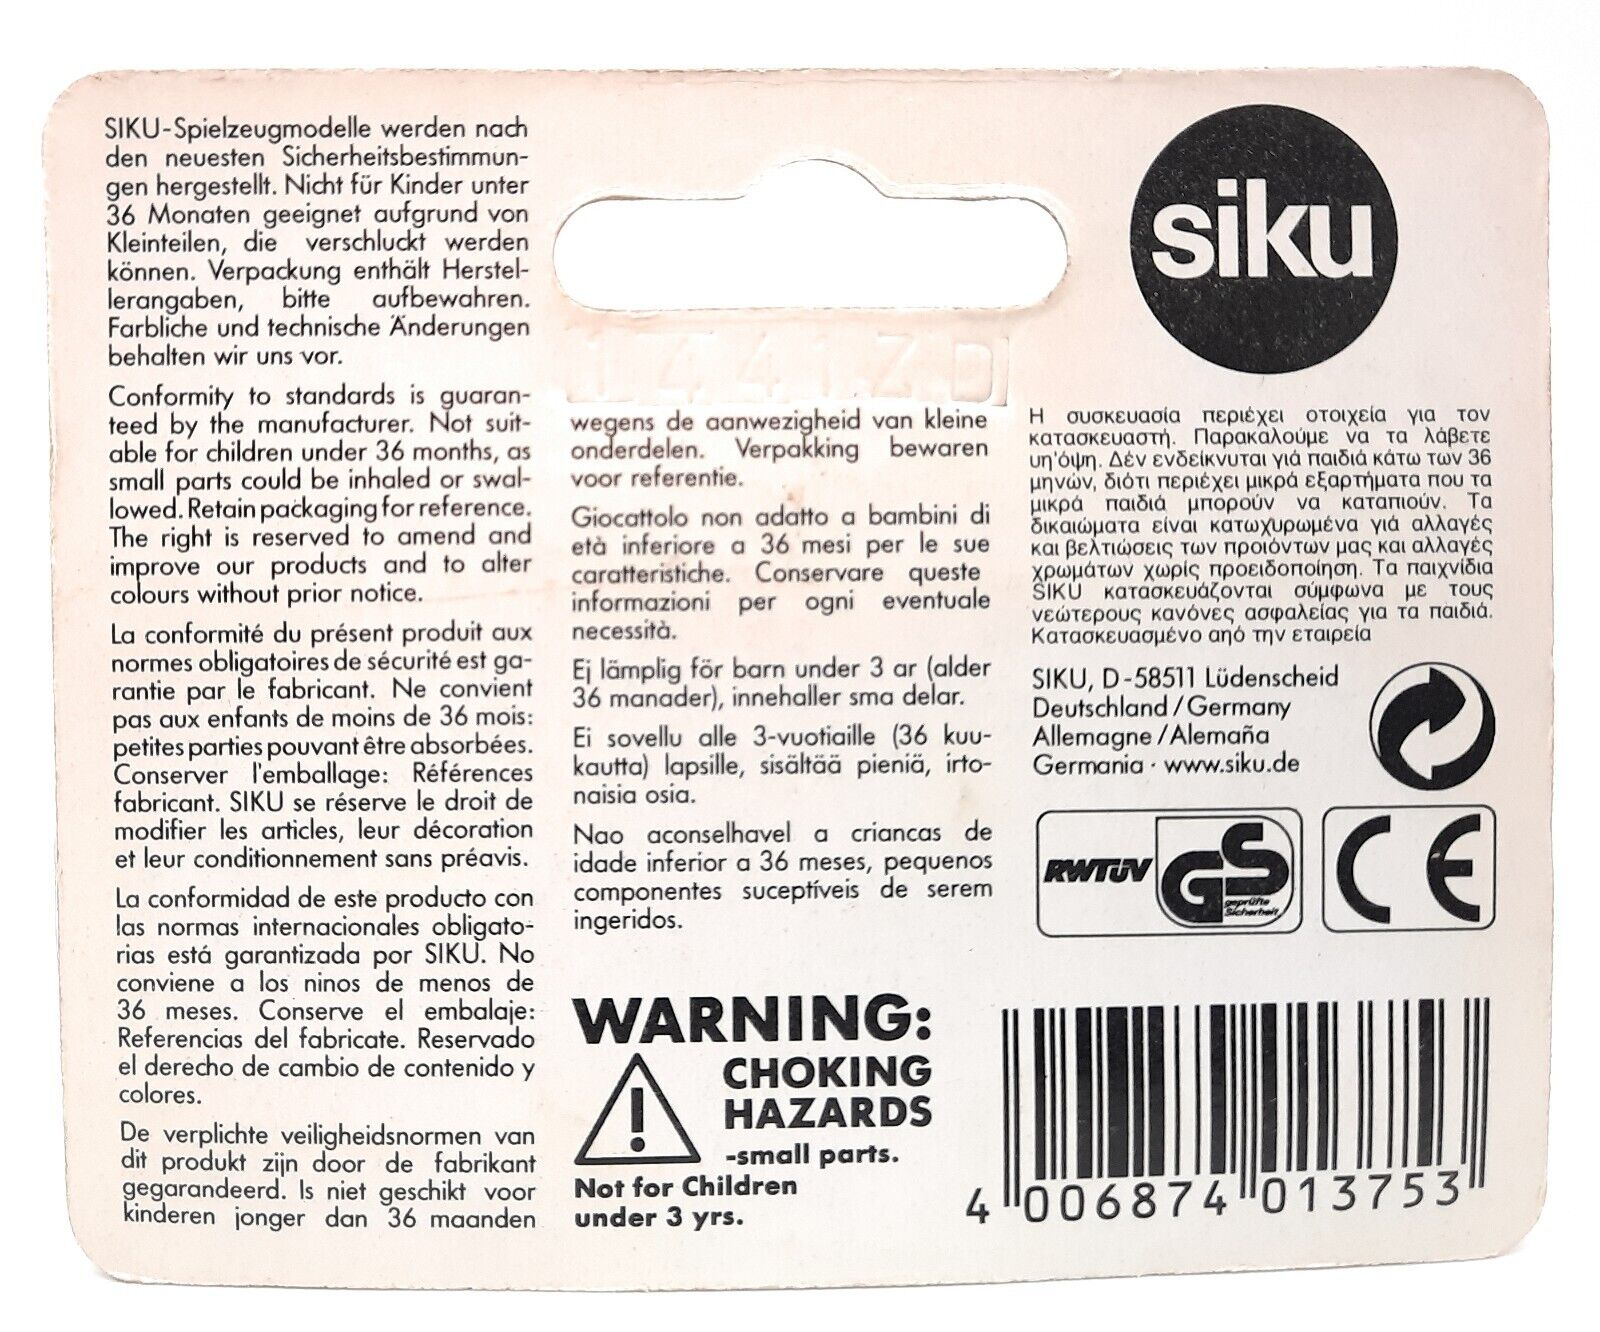 SIKU-Spielzeugmodelle werden nach
den neuesten Sicherheitsbestimmun-
gen hergestellt. Nicht für Kinder unter
36 Monaten geeignet aufgrund von
Kleinteilen, die verschluckt werden
können. Verpackung enthält Herstel-
lerangaben, bitte aufbewahren.
Farbliche und technische Änderungen
behalten wir uns vor.
Conformity to standards is guaran-
teed by the manufacturer. Not suit-
able for children under 36 months, as
small parts could be inhaled or swal-
lowed. Retain packaging for reference.
The right is reserved to amend and
improve our products and to alter
colours without prior notice.
La conformité du présent produit aux
normes obligatoires de sécurité est ga-
rantie par le fabricant. Ne convient
pas aux enfants de moins de 36 mois:
petites parties pouvant être absorbées.
Conserver l'emballage: Références
fabricant. SIKU se réserve le droit de
modifier les articles, leur décoration
et leur conditionnement sans préavis.
La conformidad de este producto con
las normas internacionales obligato-
rias está garantizada por SIKU. No
conviene a los ninos de menos de
36 meses. Conserve el embalaje:
Referencias del fabricate. Reservado
el derecho de cambio de contenido y
colores.
De verplichte veiligheidsnormen van
dit produkt zijn door de fabrikant
gegarandeerd. Is niet geschikt voor
kinderen jonger dan 36 maanden
wegens de aanwezigheid van kleine
onderdelen. Verpakking bewaren
voor referentie.
Giocattolo non adatto a bambini di
età inferiore a 36 mesi per le sue
caratteristiche. Conservare queste
informazioni per ogni eventuale
necessità.
Ej lämplig för barn under 3 ar (alder
36 manader), innehaller sma delar.
Ei sovellu alle 3-vuotiaille (36 kuu-
kautta) lapsille, sisältää pieniä, irto-
naisia osia.
Nao aconselhavel a criancas de
idade inferior a 36 meses, pequenos
componentes suceptíveis de serem
ingeridos.
WARNING:
CHOKING
HAZARDS
-small parts.
Not for Children
under 3 yrs.
siku
Η συσκευασία περιέχει στοιχεία για τον
κατασκευαστή. Παρακαλούμε να τα λάβετε
υη'όψη. Δέν ενδείκνυται γιά παιδιά κάτω των 36
μηνών, διότι περιέχει μικρά εξαρτήματα που τα
μικρά παιδιά μπορούν να καταπιούν. Τα
δικαιώματα είναι κατωχυρωμένα γιά αλλαγές
και βελτιώσεις των προιόντων μας και αλλαγές
χρωμάτων χωρίς προειδοποίηση. Τα παιχνίδια
SIKU κατασκευάζονται σύμφωνα με τους
νεώτερους κανόνες ασφαλείας για τα παιδιά.
Κατασκευασμένο αηό την εταιρεία
SIKU, D-58511 Lüdenscheid
Deutschland/Germany
Allemagne/Alemaña
Germania · www.siku.de
RWTÜV GS
geprüfte
Sicherheit
CE
4 006874 013753